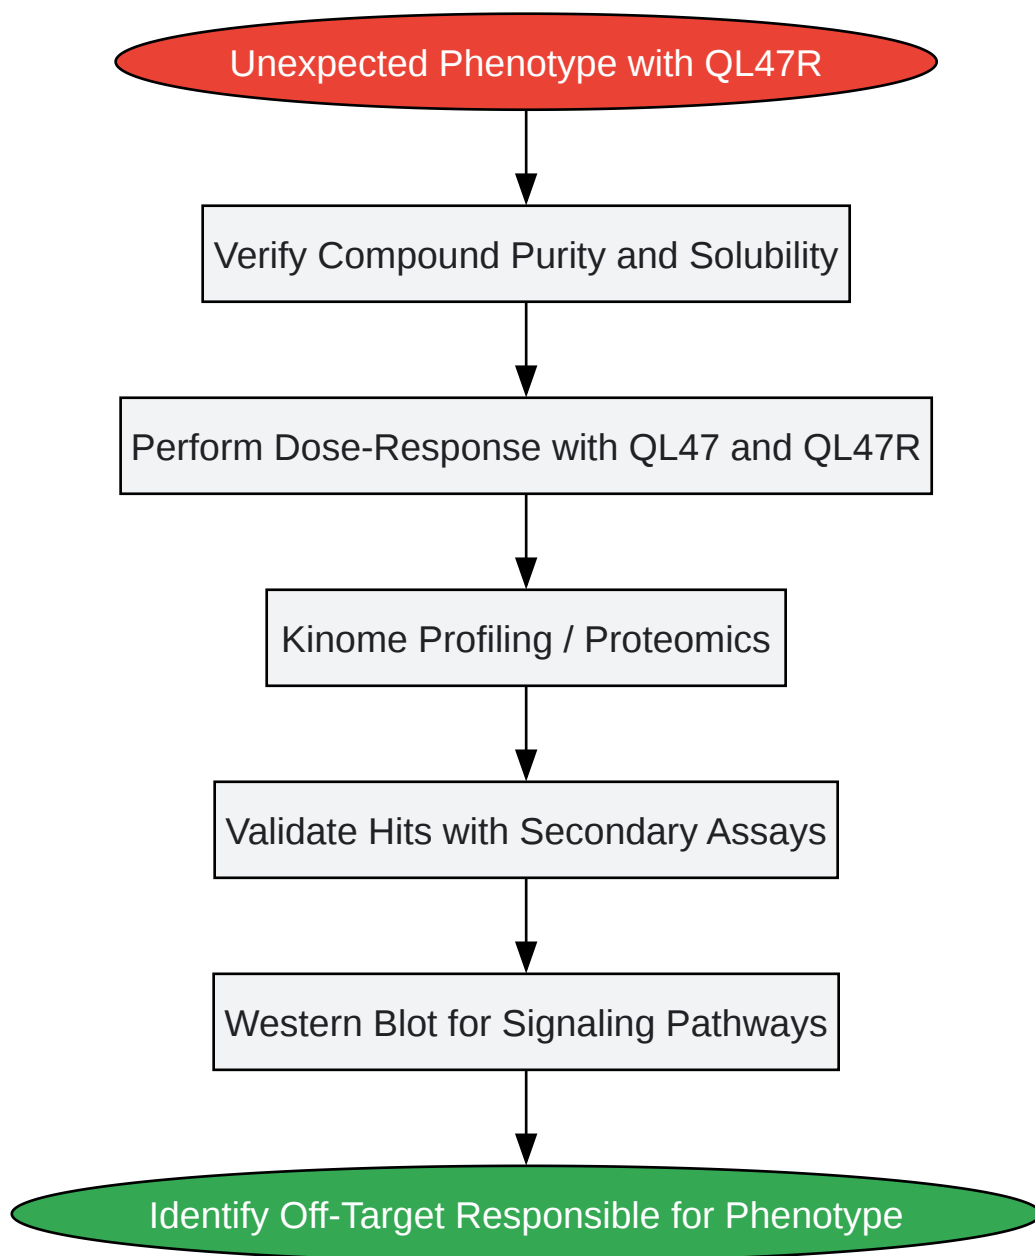 Unexpected Phenotype with QL47R
Verify Compound Purity and Solubility
Perform Dose-Response with QL47 and QL47R
Kinome Profiling / Proteomics
Validate Hits with Secondary Assays
Western Blot for Signaling Pathways
Identify Off-Target Responsible for Phenotype